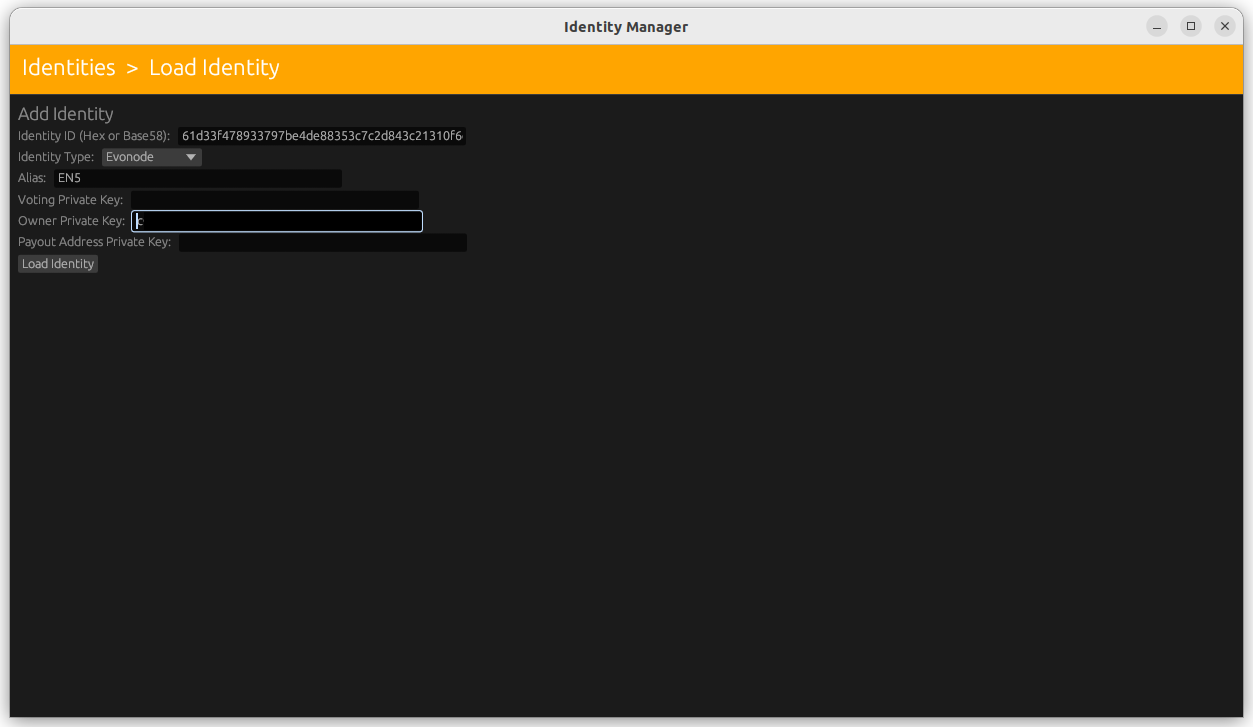 Identity Manager
Identities > Load Identity
Add Identity
Identity ID (Hex or Base58): 61d33f478933797be4de88353c7c2d843c21310f6
Identity Type: Evonode
Alias: EN5
Voting Private Key:
Owner Private Key: c
Payout Address Private Key:
Load Identity